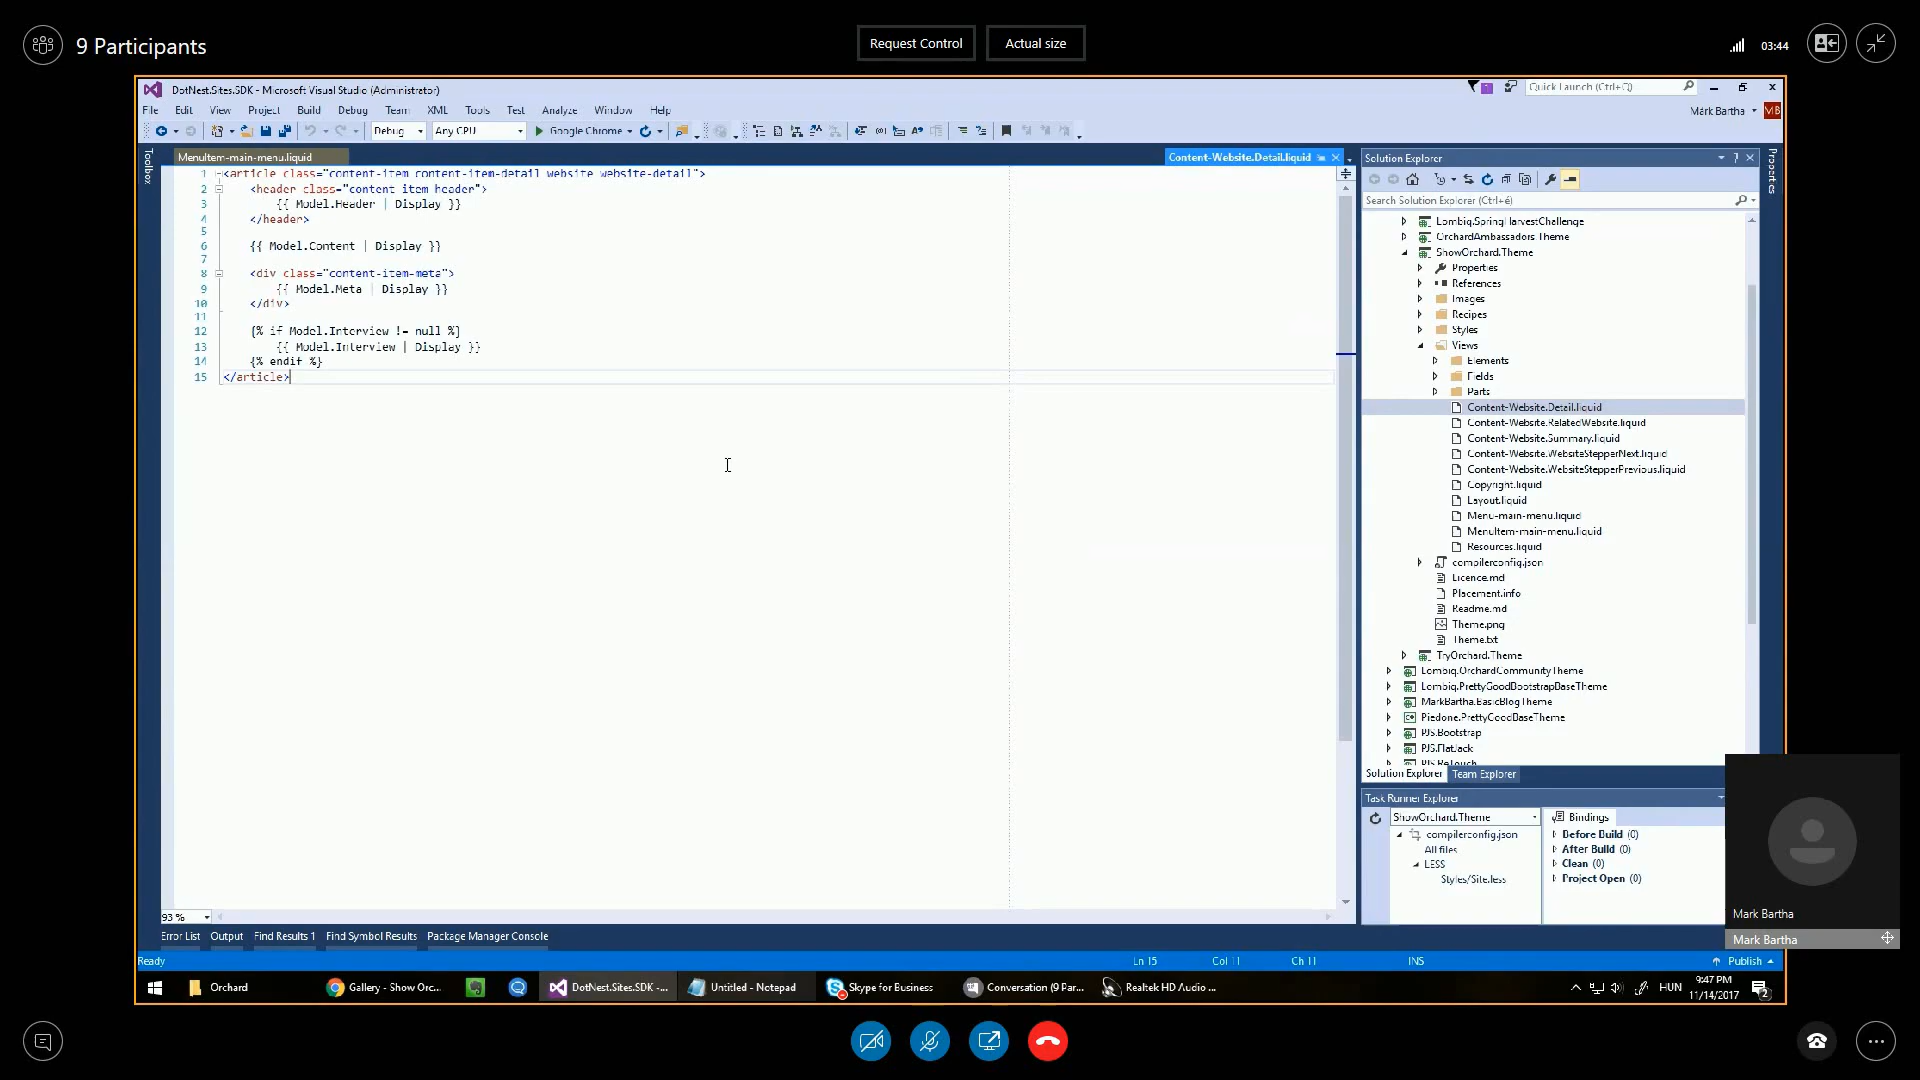 9 Participants
Request Control
Actual size
03:44
DotNest.Sites.SDK - Microsoft Visual Studio (Administrator)
Quick Launch (Ctrl+Q)
File Edit View Project Build Debug Team XML Tools Test Analyze Window Help
Márk Bartha
MB
Debug
Any CPU
Google Chrome
Toolbox
MenuItem-main-menu.liquid
Content-Website.Detail.liquid
1 <article class="content-item content-item-detail website website-detail">
2 <header class="content-item-header">
3 {{ Model.Header | Display }}
4 </header>
5
6 {{ Model.Content | Display }}
7
8 <div class="content-item-meta">
9 {{ Model.Meta | Display }}
10 </div>
11
12 {% if Model.Interview != null %}
13 {{ Model.Interview | Display }}
14 {% endif %}
15 </article>
93 %
Solution Explorer
Properties
Search Solution Explorer (Ctrl+é)
Lombiq.SpringHarvestChallenge
OrchardAmbassadors.Theme
ShowOrchard.Theme
Properties
References
Images
Recipes
Styles
Views
Elements
Fields
Parts
Content-Website.Detail.liquid
Content-Website.RelatedWebsite.liquid
Content-Website.Summary.liquid
Content-Website.WebsiteStepperNext.liquid
Content-Website.WebsiteStepperPrevious.liquid
Copyright.liquid
Layout.liquid
Menu-main-menu.liquid
MenuItem-main-menu.liquid
Resources.liquid
compilerconfig.json
Licence.md
Placement.info
Readme.md
Theme.png
Theme.txt
TryOrchard.Theme
Lombiq.OrchardCommunityTheme
Lombiq.PrettyGoodBootstrapBaseTheme
MarkBartha.BasicBlogTheme
Piedone.PrettyGoodBaseTheme
PJS.Bootstrap
PJS.FlatJack
PJS.ReTouch
Solution Explorer
Team Explorer
Task Runner Explorer
ShowOrchard.Theme
compilerconfig.json
All files
LESS
Styles/Site.less
Bindings
Before Build (0)
After Build (0)
Clean (0)
Project Open (0)
Mark Bartha
Mark Bartha
Error List
Output
Find Results 1
Find Symbol Results
Package Manager Console
Ready
Ln 15
Col 11
Ch 11
INS
Publish
Orchard
Gallery - Show Orc...
DotNest.Sites.SDK -...
Untitled - Notepad
Skype for Business
Conversation (9 Par...
Realtek HD Audio ...
HUN
9:47 PM
11/14/2017
2